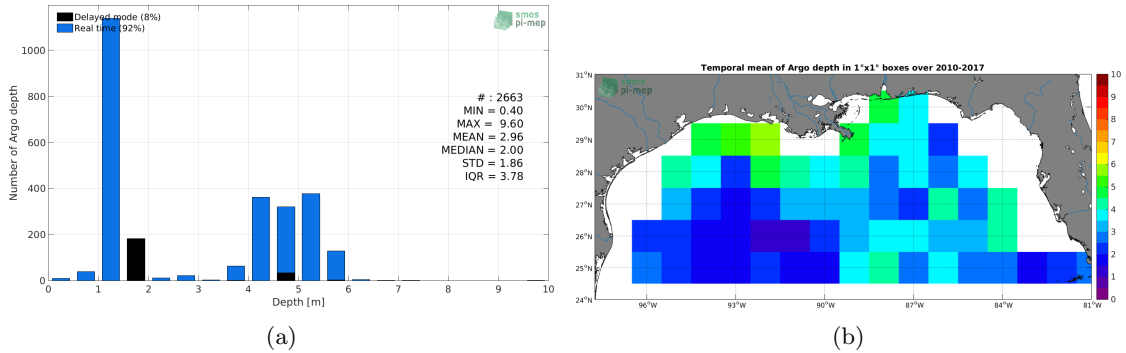 Delayed mode (8%)
Real time (92%)
smos
pi-mep
Number of Argo depth
1000
800
600
400
200
0
# : 2663
MIN = 0.40
MAX = 9.60
MEAN = 2.96
MEDIAN = 2.00
STD = 1.86
IQR = 3.78
0 1 2 3 4 5 6 7 8 9 10
Depth [m]
(a)
Temporal mean of Argo depth in 1°x1° boxes over 2010-2017
smos
pi-mep
31°N
30°N
29°N
28°N
27°N
26°N
25°N
24°N
96°W 93°W 90°W 87°W 84°W 81°W
10
9
8
7
6
5
4
3
2
1
0
(b)